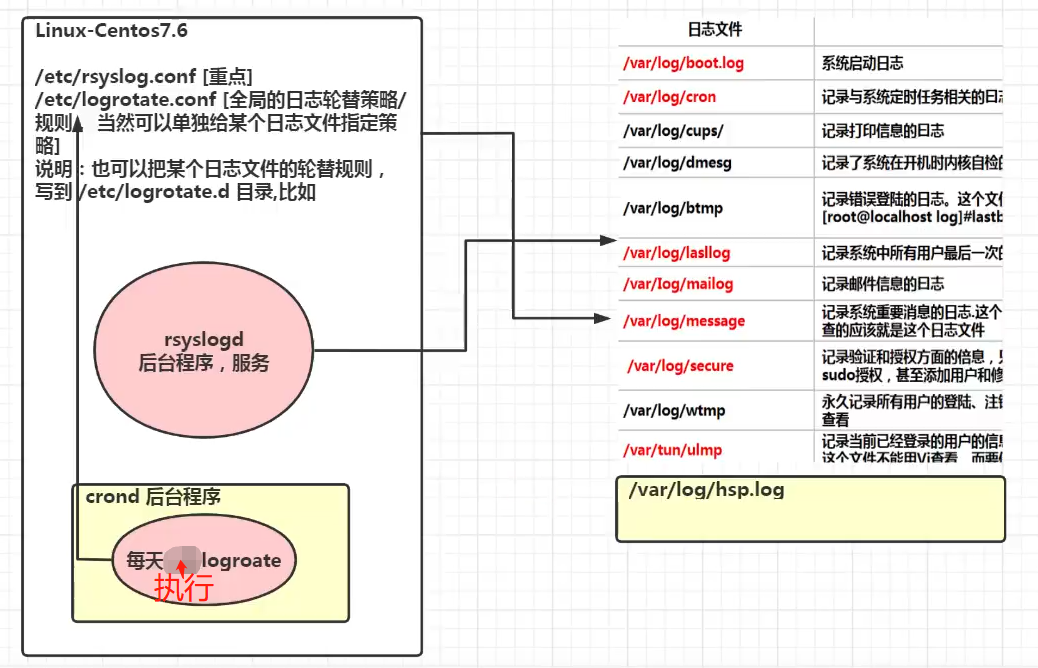 Linux-Centos7.6
/etc/rsyslog.conf [重点]
/etc/logrotate.conf [全局的日志轮替策略/
规则， 当然可以单独给某个日志文件指定策
略]
说明：也可以把某个日志文件的轮替规则，
写到 /etc/logrotate.d 目录,比如
rsyslogd
后台程序，服务
crond 后台程序
每天 logroate
执行
日志文件
/var/log/boot.log 系统启动日志
/var/log/cron 记录与系统定时任务相关的日
/var/log/cups/ 记录打印信息的日志
/var/log/dmesg 记录了系统在开机时内核自检的
/var/log/btmp 记录错误登陆的日志。这个文
[root@localhost log]#lastb
/var/log/lasllog 记录系统中所有用户最后一次的
/var/log/mailog 记录邮件信息的日志
/var/log/message 记录系统重要消息的日志.这个
查的应该就是这个日志文件
/var/log/secure 记录验证和授权方面的信息，
sudo授权，甚至添加用户和修
/var/log/wtmp 永久记录所有用户的登陆、注
查看
/var/tun/ulmp 记录当前已经登录的用户的信
这个文件不能用Vi查看 而要
/var/log/hsp.log